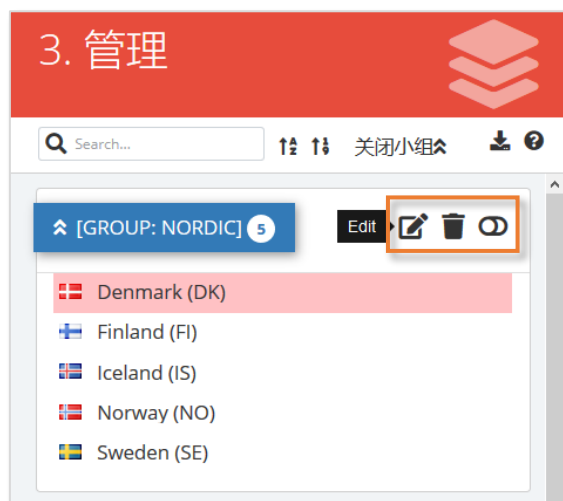 3. 管理
Search...
关闭小组
[GROUP: NORDIC] 5
Edit
Denmark (DK)
Finland (FI)
Iceland (IS)
Norway (NO)
Sweden (SE)